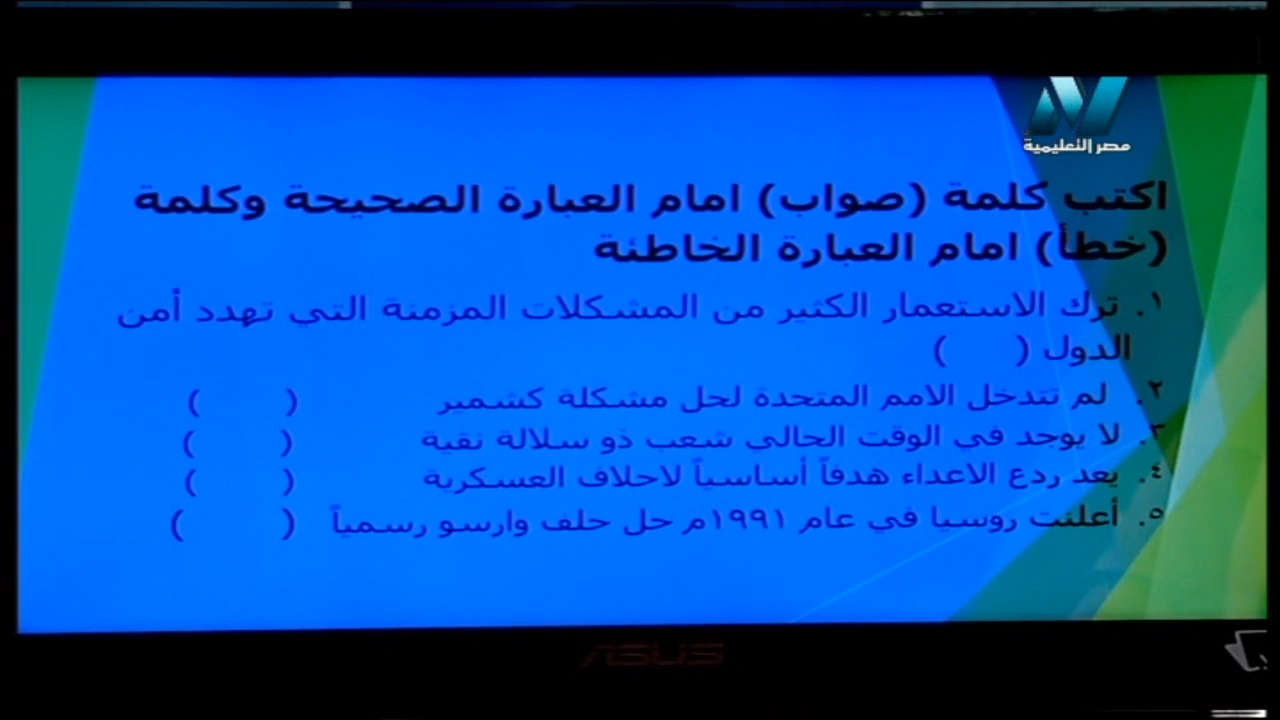 مصر التعليمية
اكتب كلمة (صواب) امام العبارة الصحيحة وكلمة
(خطأ) امام العبارة الخاطئة
١. ترك الاستعمار الكثير من المشكلات المزمنة التي تهدد أمن
الدول ( )
٢. لم تتدخل الامم المتحدة لحل مشكلة كشمير ( )
٣. لا يوجد في الوقت الحالي شعب ذو سلالة نقية ( )
٤. يعد ردع الاعداء هدفاً أساسياً لاحلاف العسكرية ( )
٥. أعلنت روسيا في عام ١٩٩١م حل حلف وارسو رسمياً ( )
ASUS